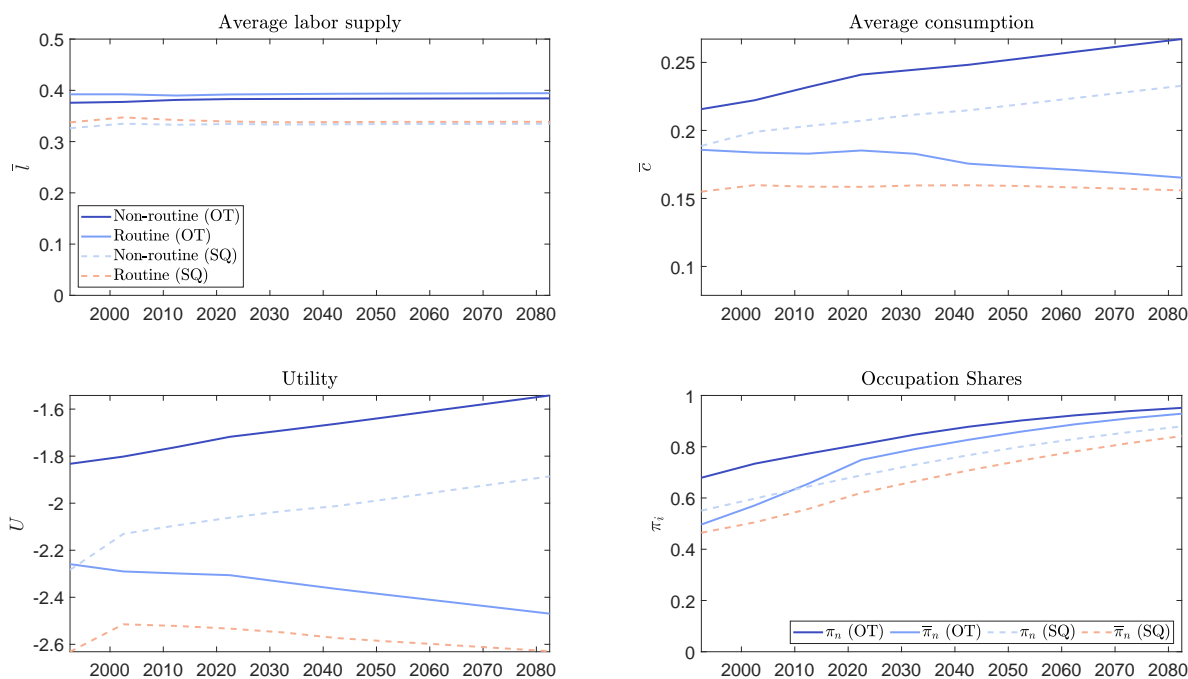 Average labor supply
0.5
0.4
0.3
0.2
0.1
0
l̅
Non-routine (OT)
Routine (OT)
Non-routine (SQ)
Routine (SQ)
2000 2010 2020 2030 2040 2050 2060 2070 2080
Average consumption
0.25
0.2
0.15
0.1
c̅
2000 2010 2020 2030 2040 2050 2060 2070 2080
Utility
-1.6
-1.8
-2
-2.2
-2.4
-2.6
U
2000 2010 2020 2030 2040 2050 2060 2070 2080
Occupation Shares
1
0.8
0.6
0.4
0.2
0
π_i
π_n (OT) π̅_n (OT) π_n (SQ) π̅_n (SQ)
2000 2010 2020 2030 2040 2050 2060 2070 2080